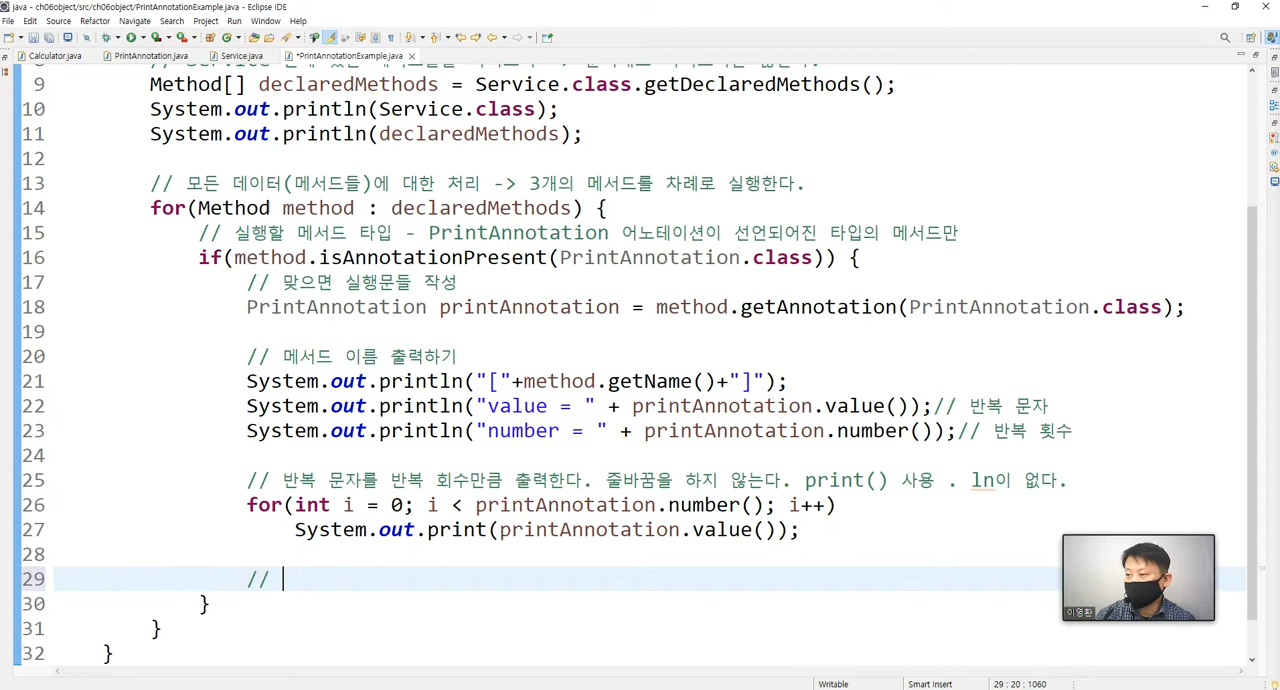 java - ch06object/src/ch06object/PrintAnnotationExample.java - Eclipse IDE
File Edit Source Refactor Navigate Search Project Run Window Help
Calculator.java PrintAnnotation.java Service.java *PrintAnnotationExample.java
9 Method[] declaredMethods = Service.class.getDeclaredMethods();
10 System.out.println(Service.class);
11 System.out.println(declaredMethods);
12
13 // 모든 데이터(메서드들)에 대한 처리 -> 3개의 메서드를 차례로 실행한다.
14 for(Method method : declaredMethods) {
15 // 실행할 메서드 타입 - PrintAnnotation 어노테이션이 선언되어진 타입의 메서드만
16 if(method.isAnnotationPresent(PrintAnnotation.class)) {
17 // 맞으면 실행문들 작성
18 PrintAnnotation printAnnotation = method.getAnnotation(PrintAnnotation.class);
19
20 // 메서드 이름 출력하기
21 System.out.println("["+method.getName()+"]");
22 System.out.println("value = " + printAnnotation.value());// 반복 문자
23 System.out.println("number = " + printAnnotation.number());// 반복 횟수
24
25 // 반복 문자를 반복 회수만큼 출력한다. 줄바꿈을 하지 않는다. print() 사용 . ln이 없다.
26 for(int i = 0; i < printAnnotation.number(); i++)
27 System.out.print(printAnnotation.value());
28
29 //
30 }
31 }
32 }
이영환
Writable Smart Insert 29 : 20 : 1060